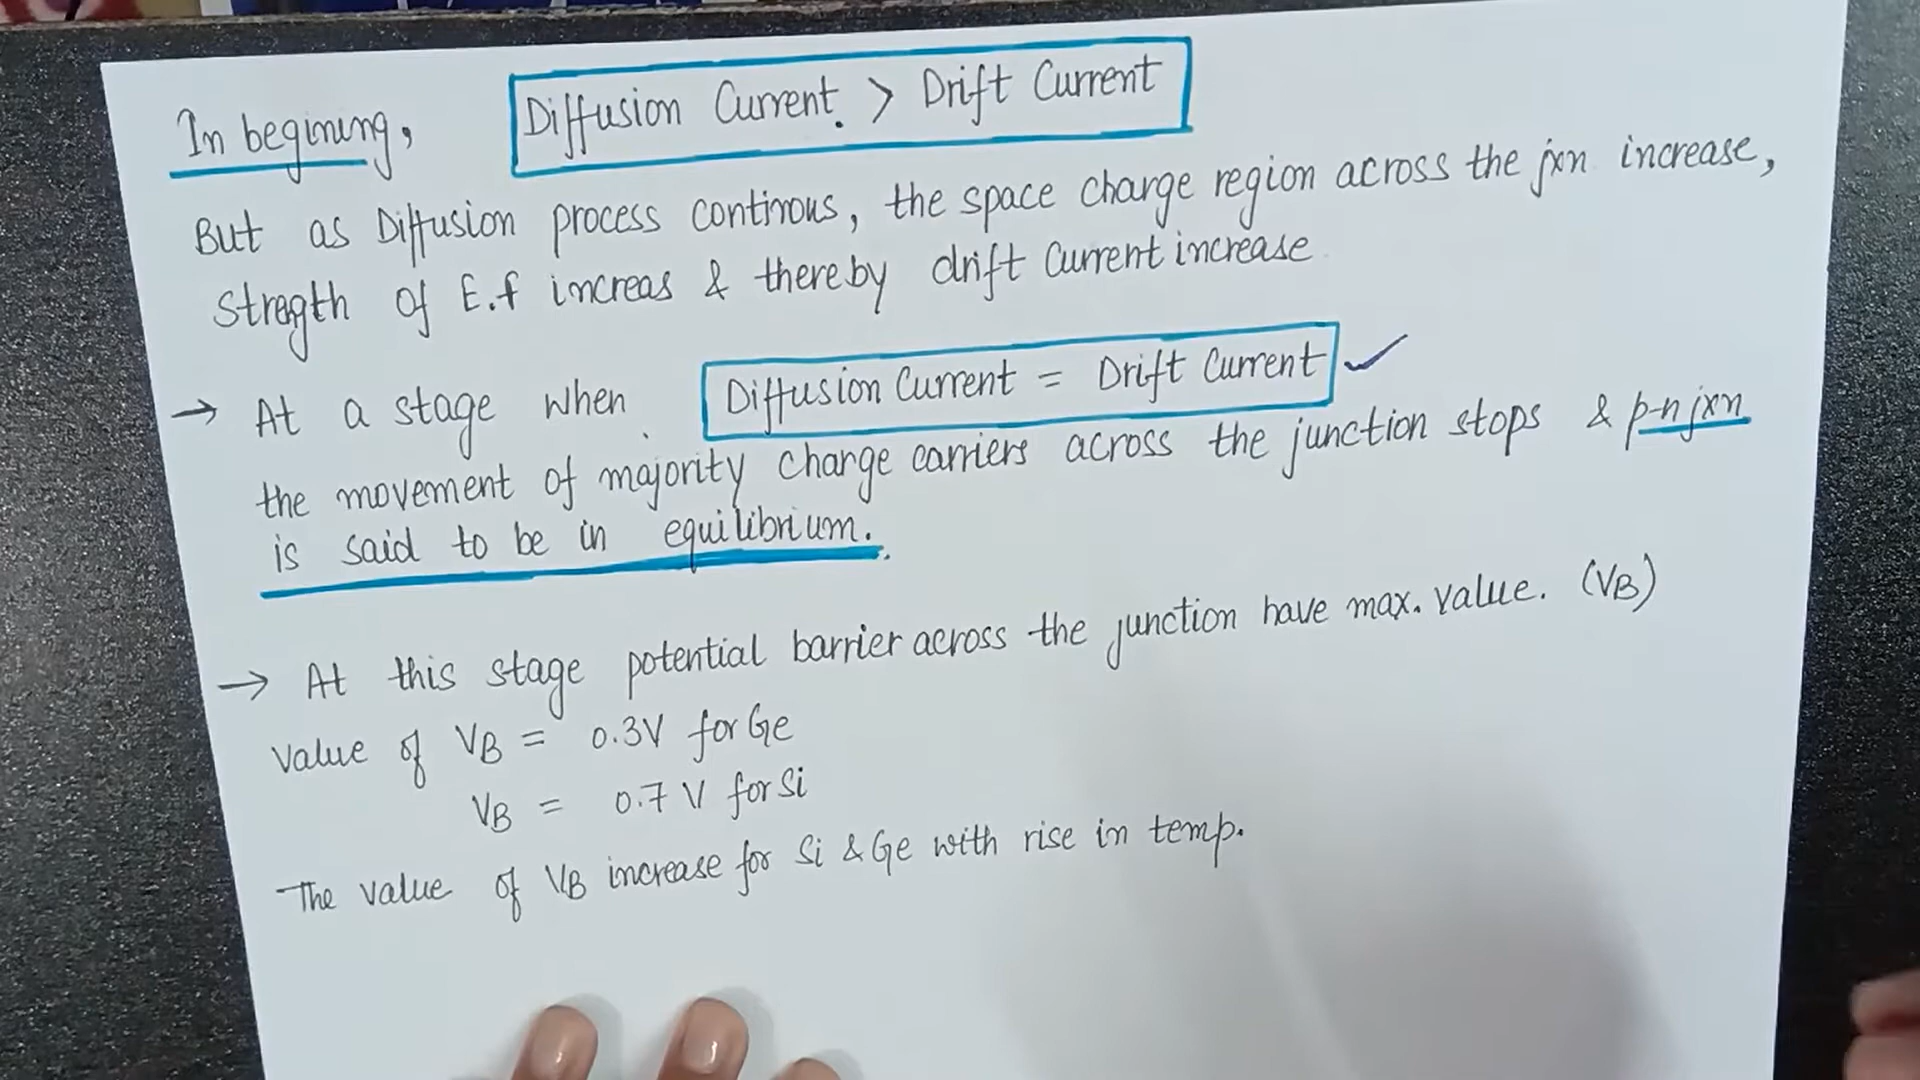 In begining, Diffusion Current. > Drift Current
But as Diffusion process continous, the space charge region across the jxn increase,
stregth of E.f increas & thereby drift current increase
→ At a stage when Diffusion Current = Drift Current ✓
the movement of majority charge carriers across the junction stops & p-n jxn
is said to be in equilibrium.
→ At this stage potential barrier across the junction have max. value. (VB)
value of VB = 0.3V for Ge
VB = 0.7 V for Si
The value of VB increase for Si & Ge with rise in temp.